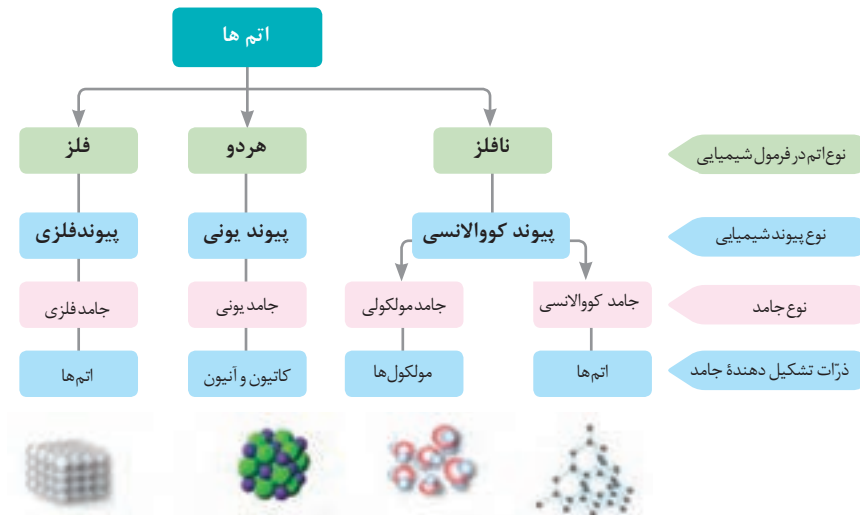 اتم ها
نوع اتم در فرمول شیمیایی
نافلز
هردو
فلز
نوع پیوند شیمیایی
پیوند کووالانسی
پیوند یونی
پیوند فلزی
نوع جامد
جامد کووالانسی
جامد مولکولی
جامد یونی
جامد فلزی
ذرّات تشکیل دهندهٔ جامد
اتم‌ها
مولکول‌ها
کاتیون و آنیون
اتم‌ها